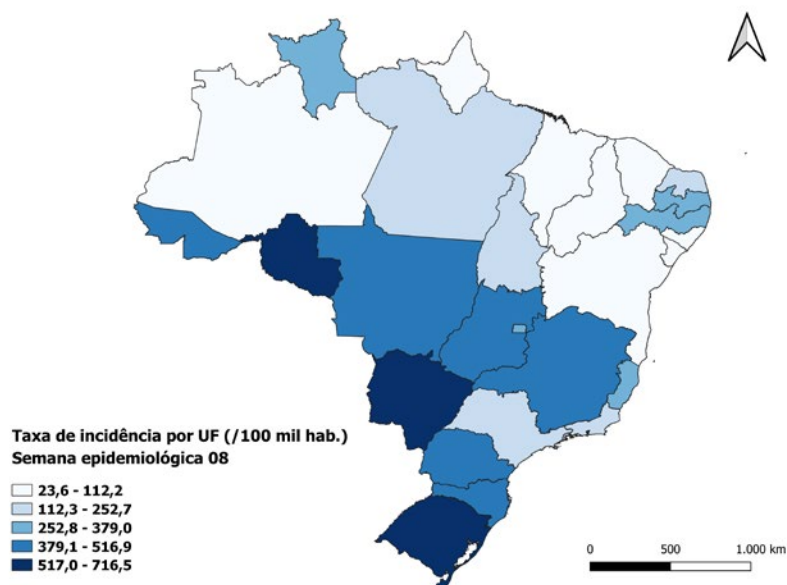 Taxa de incidência por UF (/100 mil hab.)
Semana epidemiológica 08
23,6 - 112,2
112,3 - 252,7
252,8 - 379,0
379,1 - 516,9
517,0 - 716,5
0 500 1.000 km